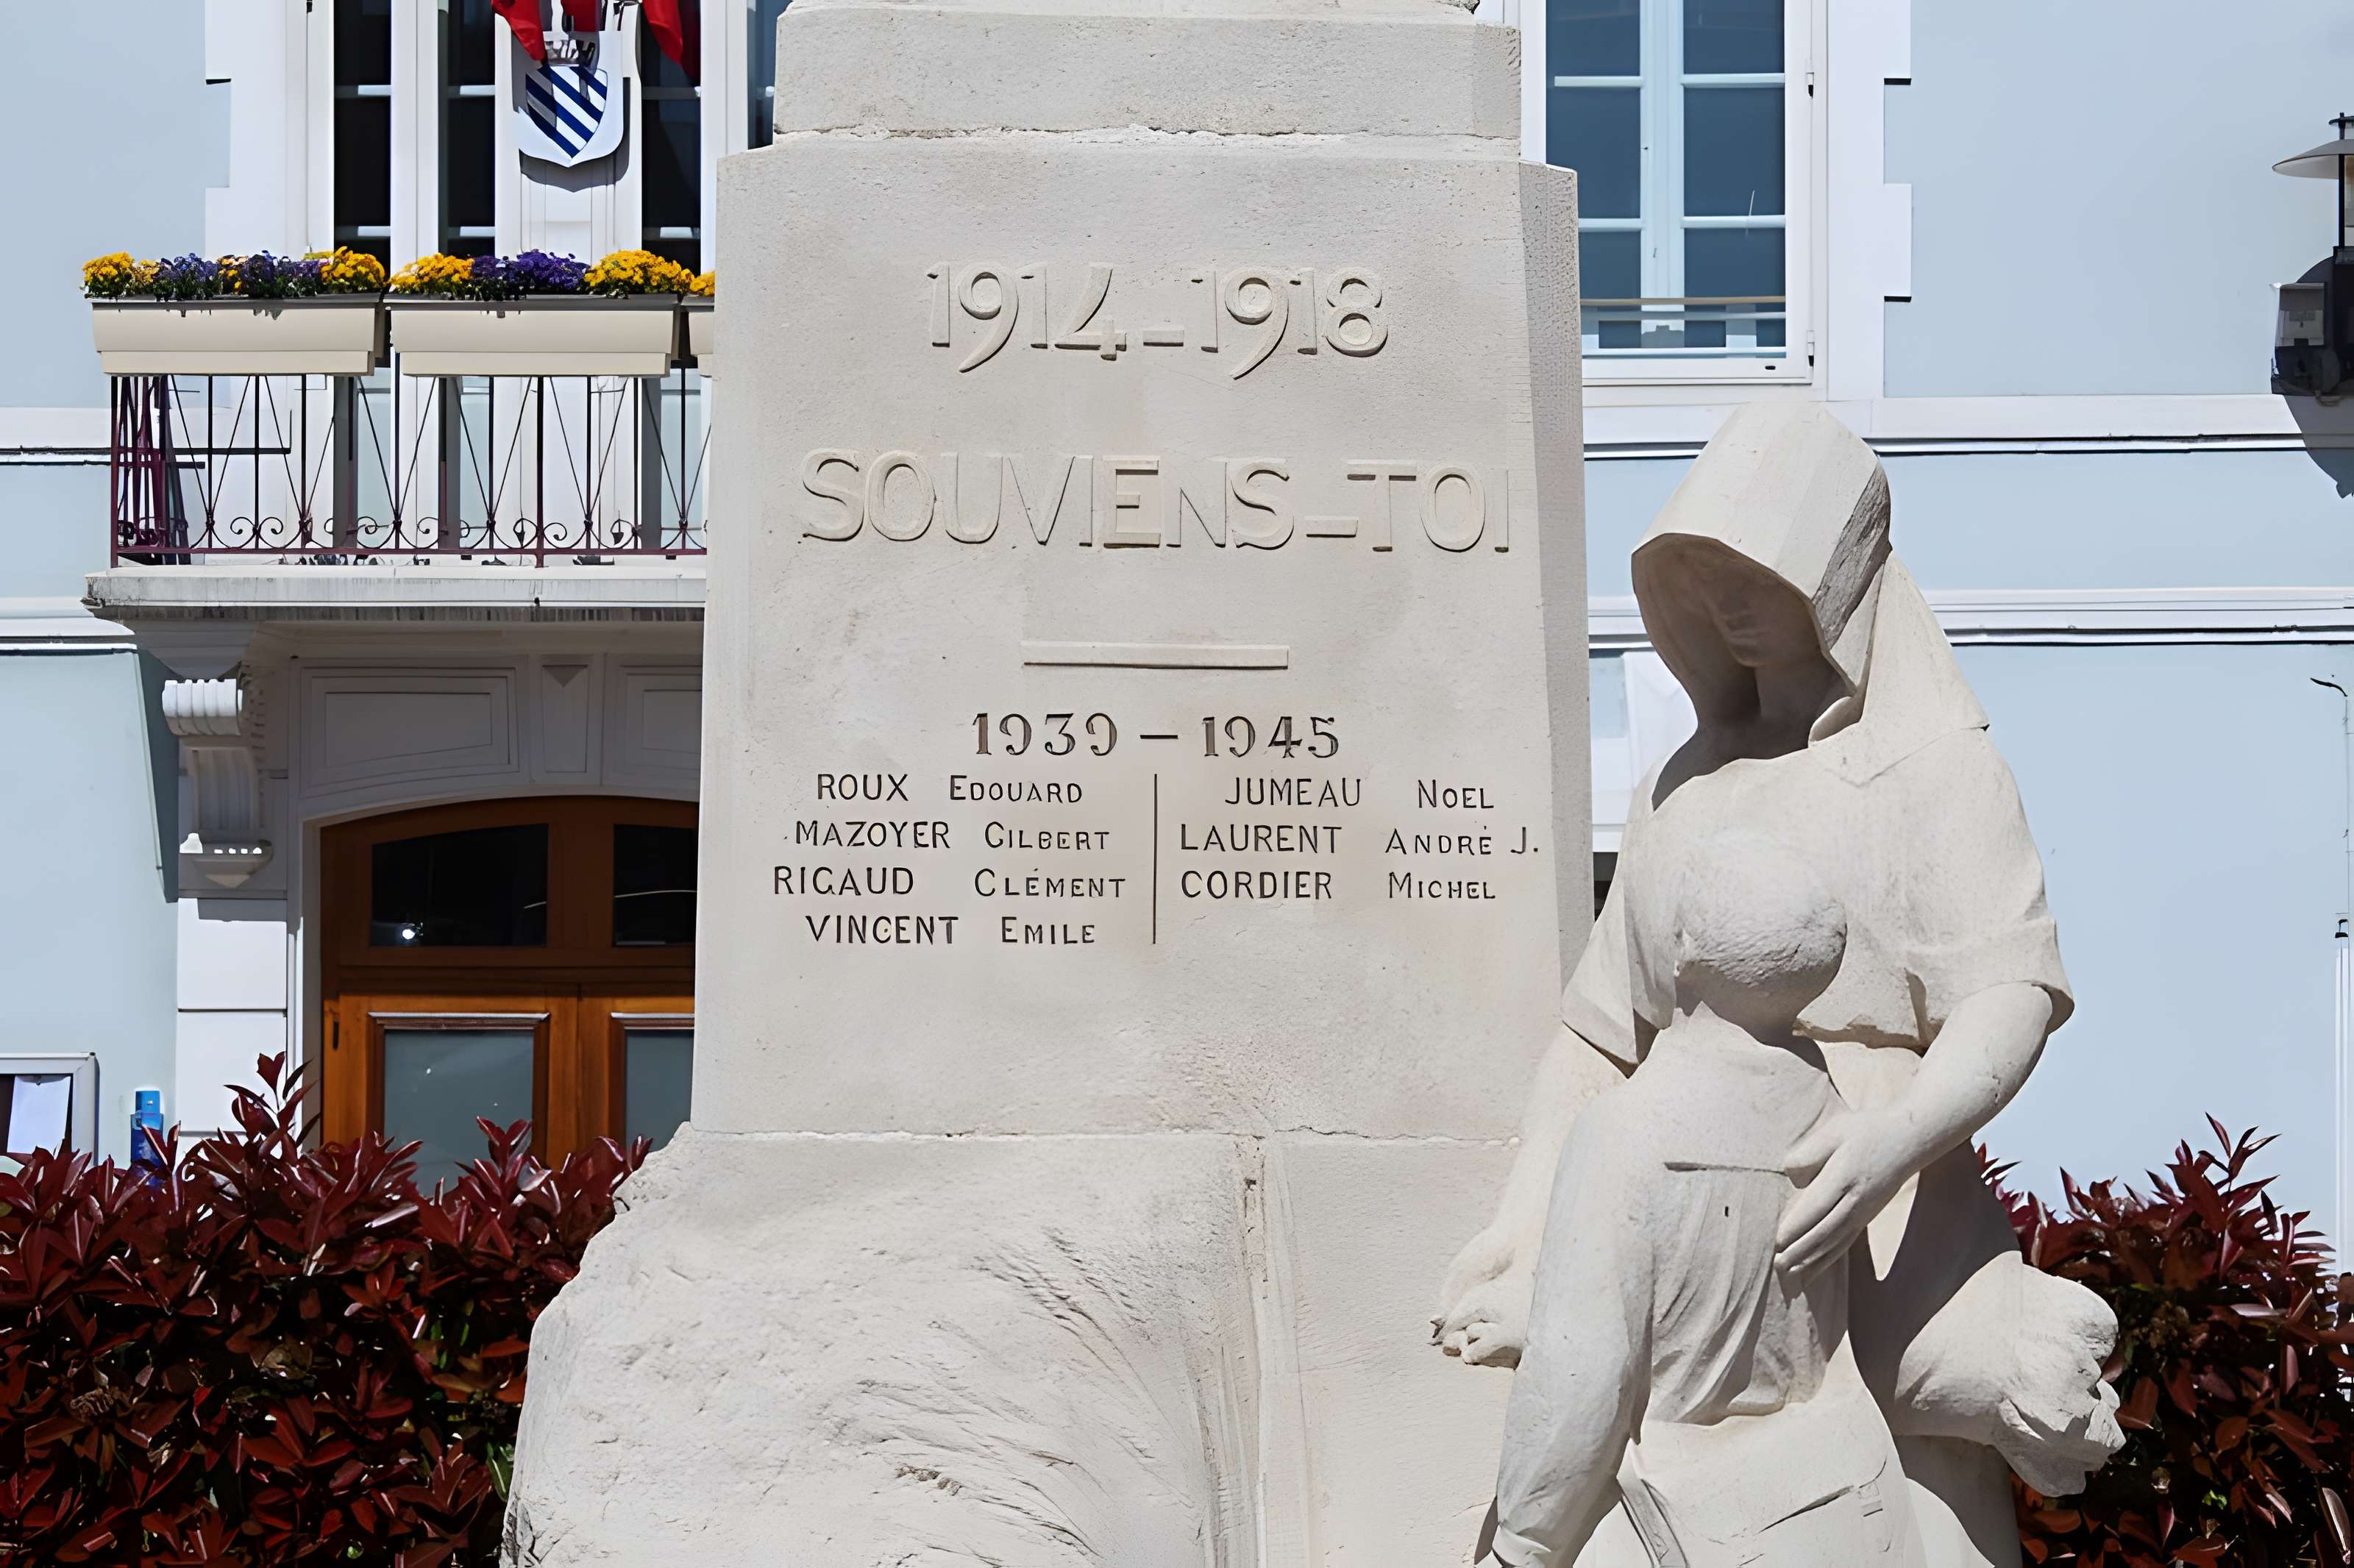 1914-1918
SOUVIENS-TOI
1939 - 1945
ROUX EDOUARD
MAZOYER GILBERT
RIGAUD CLÉMENT
VINCENT EMILE
JUMEAU NOEL
LAURENT ANDRÉ J.
CORDIER MICHEL